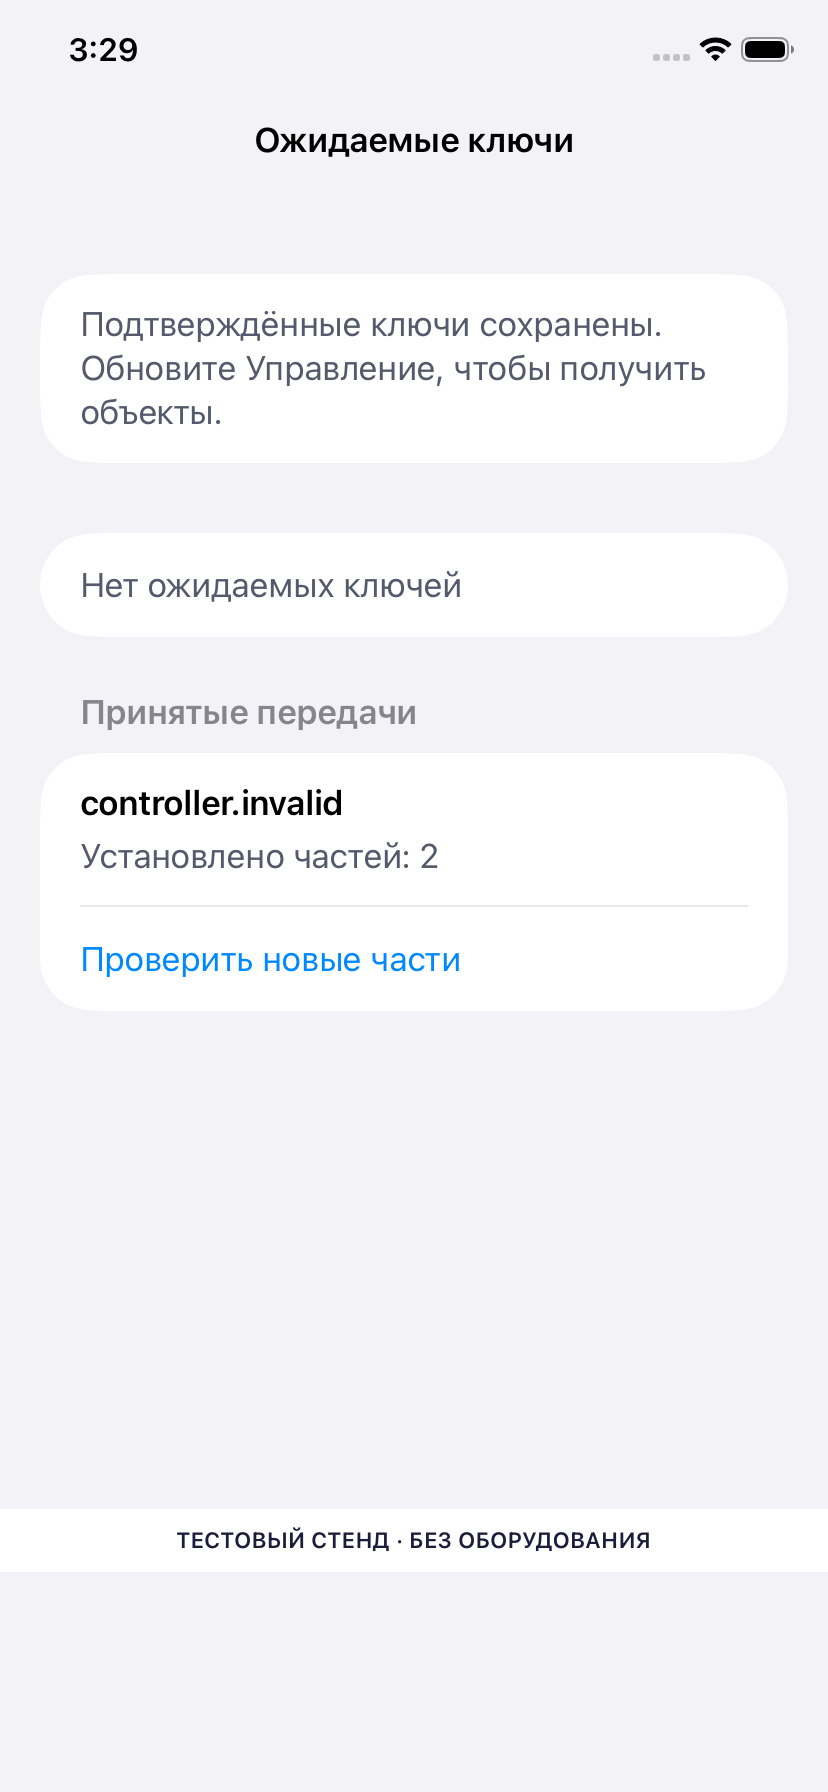 3:29
Ожидаемые ключи
Подтверждённые ключи сохранены.
Обновите Управление, чтобы получить
объекты.
Нет ожидаемых ключей
Принятые передачи
controller.invalid
Установлено частей: 2
Проверить новые части
ТЕСТОВЫЙ СТЕНД · БЕЗ ОБОРУДОВАНИЯ